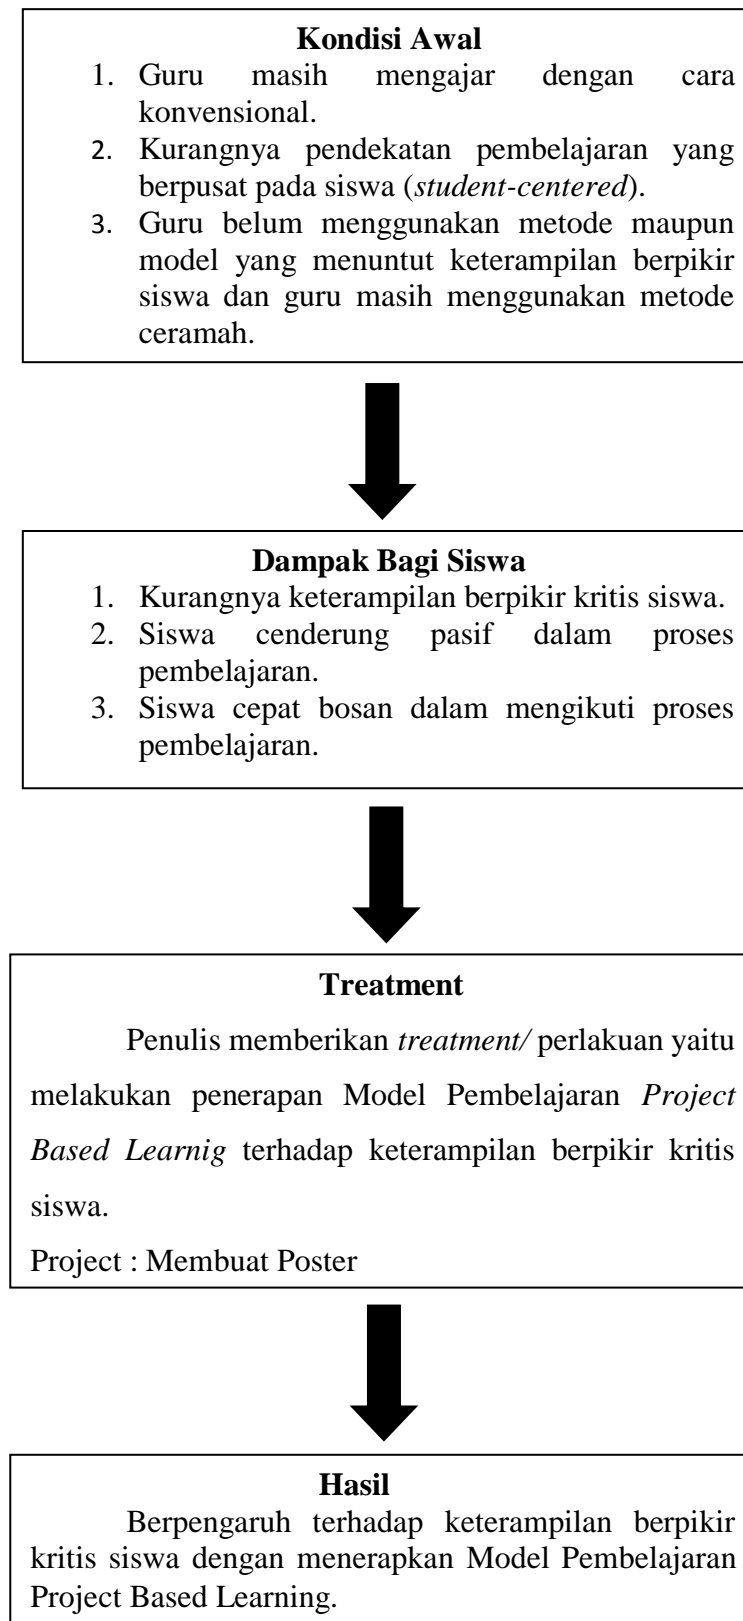 Kondisi Awal
1. Guru masih mengajar dengan cara
konvensional.
2. Kurangnya pendekatan pembelajaran yang
berpusat pada siswa (student-centered).
3. Guru belum menggunakan metode maupun
model yang menuntut keterampilan berpikir
siswa dan guru masih menggunakan metode
ceramah.
Dampak Bagi Siswa
1. Kurangnya keterampilan berpikir kritis siswa.
2. Siswa cenderung pasif dalam proses
pembelajaran.
3. Siswa cepat bosan dalam mengikuti proses
pembelajaran.
Treatment
Penulis memberikan treatment/ perlakuan yaitu
melakukan penerapan Model Pembelajaran Project
Based Learnig terhadap keterampilan berpikir kritis
siswa.
Project : Membuat Poster
Hasil
Berpengaruh terhadap keterampilan berpikir
kritis siswa dengan menerapkan Model Pembelajaran
Project Based Learning.